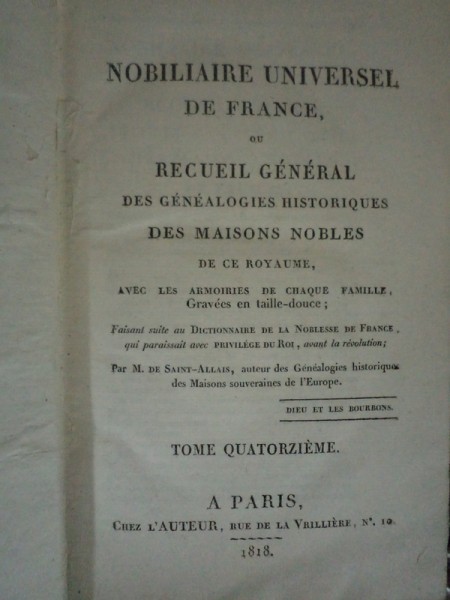 NOBILIAIRE UNIVERSEL
DE FRANCE,
OU
RECUEIL GÉNÉRAL
DES GÉNÉALOGIES HISTORIQUES
DES MAISONS NOBLES
DE CE ROYAUME,
AVEC LES ARMOIRIES DE CHAQUE FAMILLE,
Gravées en taille-douce;
Faisant suite au DICTIONNAIRE DE LA NOBLESSE DE FRANCE,
qui paraissait avec PRIVILÉGE DU ROI, avant la révolution;
Par M. DE SAINT-ALLAIS, auteur des Généalogies historiques
des Maisons souveraines de l'Europe.
DIEU ET LES BOURBONS.
TOME QUATORZIÈME.
A PARIS,
CHEZ L'AUTEUR, RUE DE LA VRILLIÈRE, N°. 10.
1818.